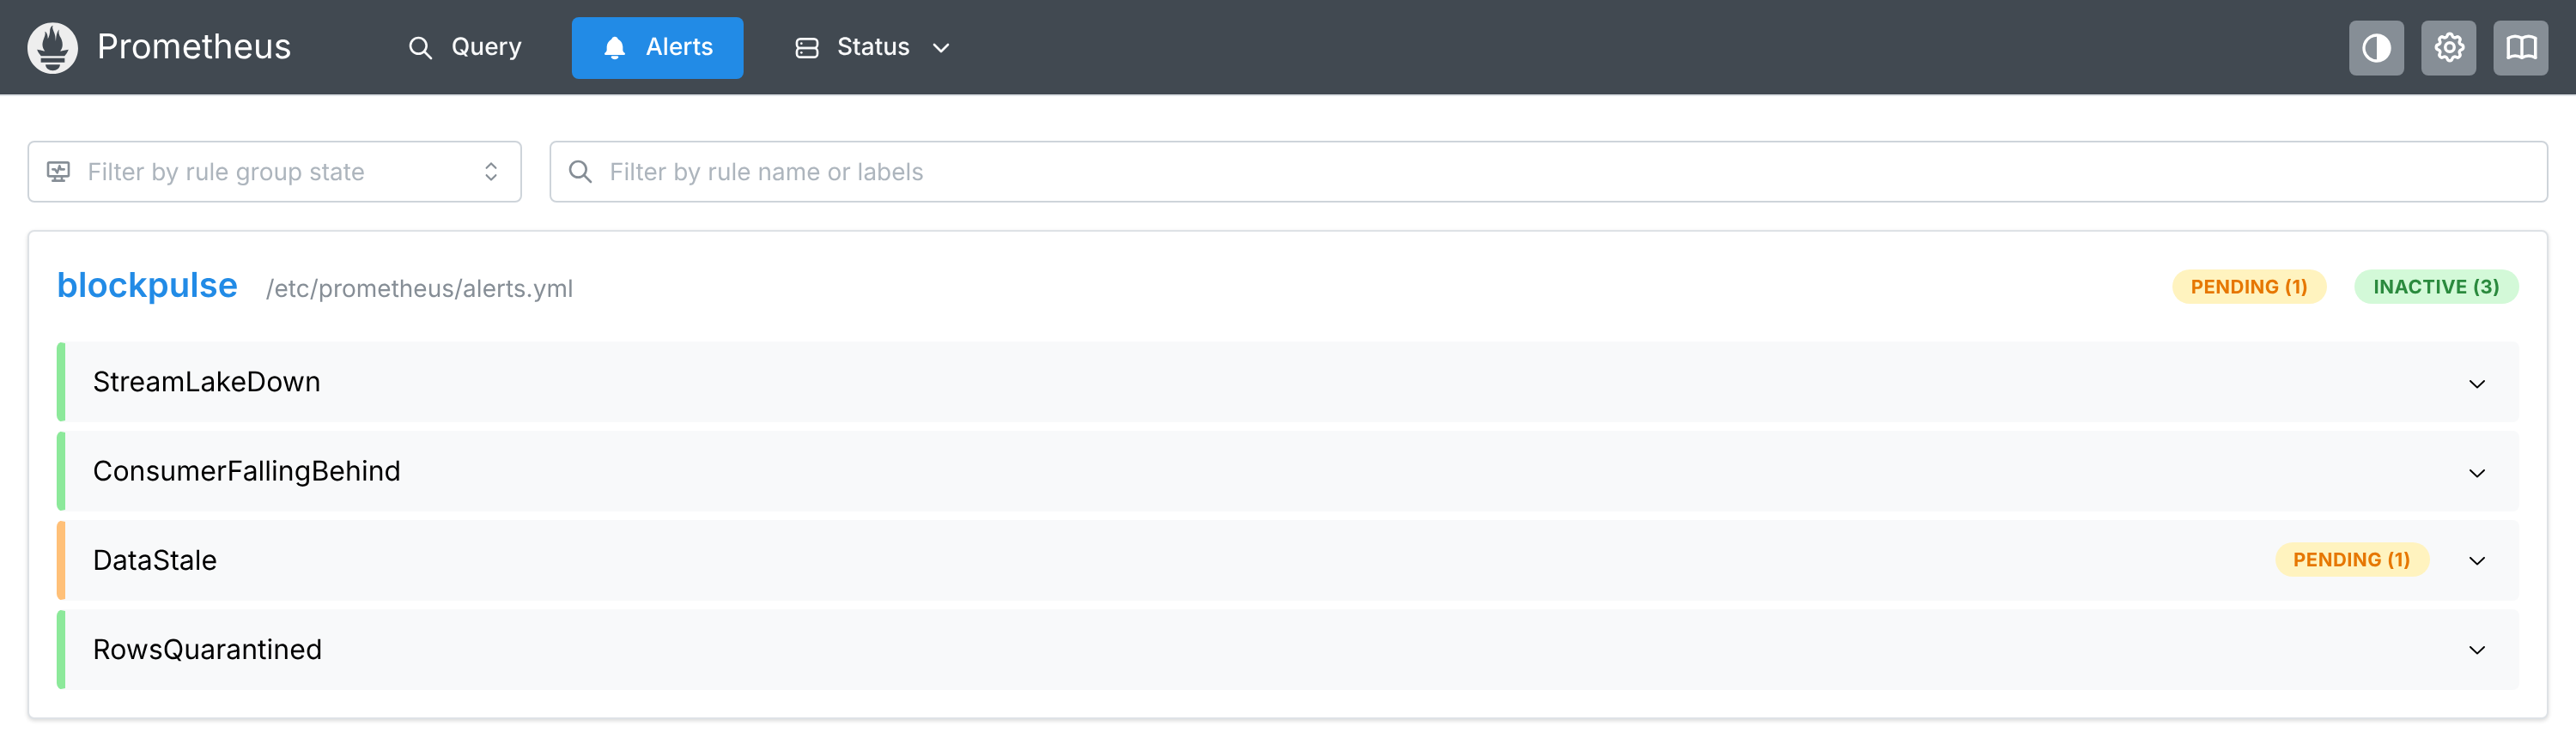 Prometheus Query Alerts Status
Filter by rule group state Filter by rule name or labels
blockpulse /etc/prometheus/alerts.yml PENDING (1) INACTIVE (3)
StreamLakeDown
ConsumerFallingBehind
DataStale PENDING (1)
RowsQuarantined